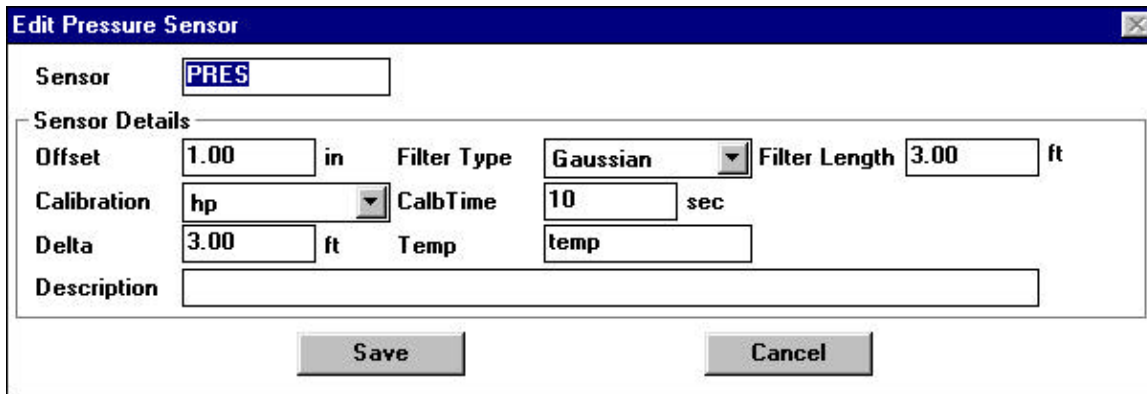 Edit Pressure Sensor
Sensor PRES
Sensor Details
Offset 1.00 in Filter Type Gaussian Filter Length 3.00 ft
Calibration hp CalbTime 10 sec
Delta 3.00 ft Temp temp
Description
Save Cancel